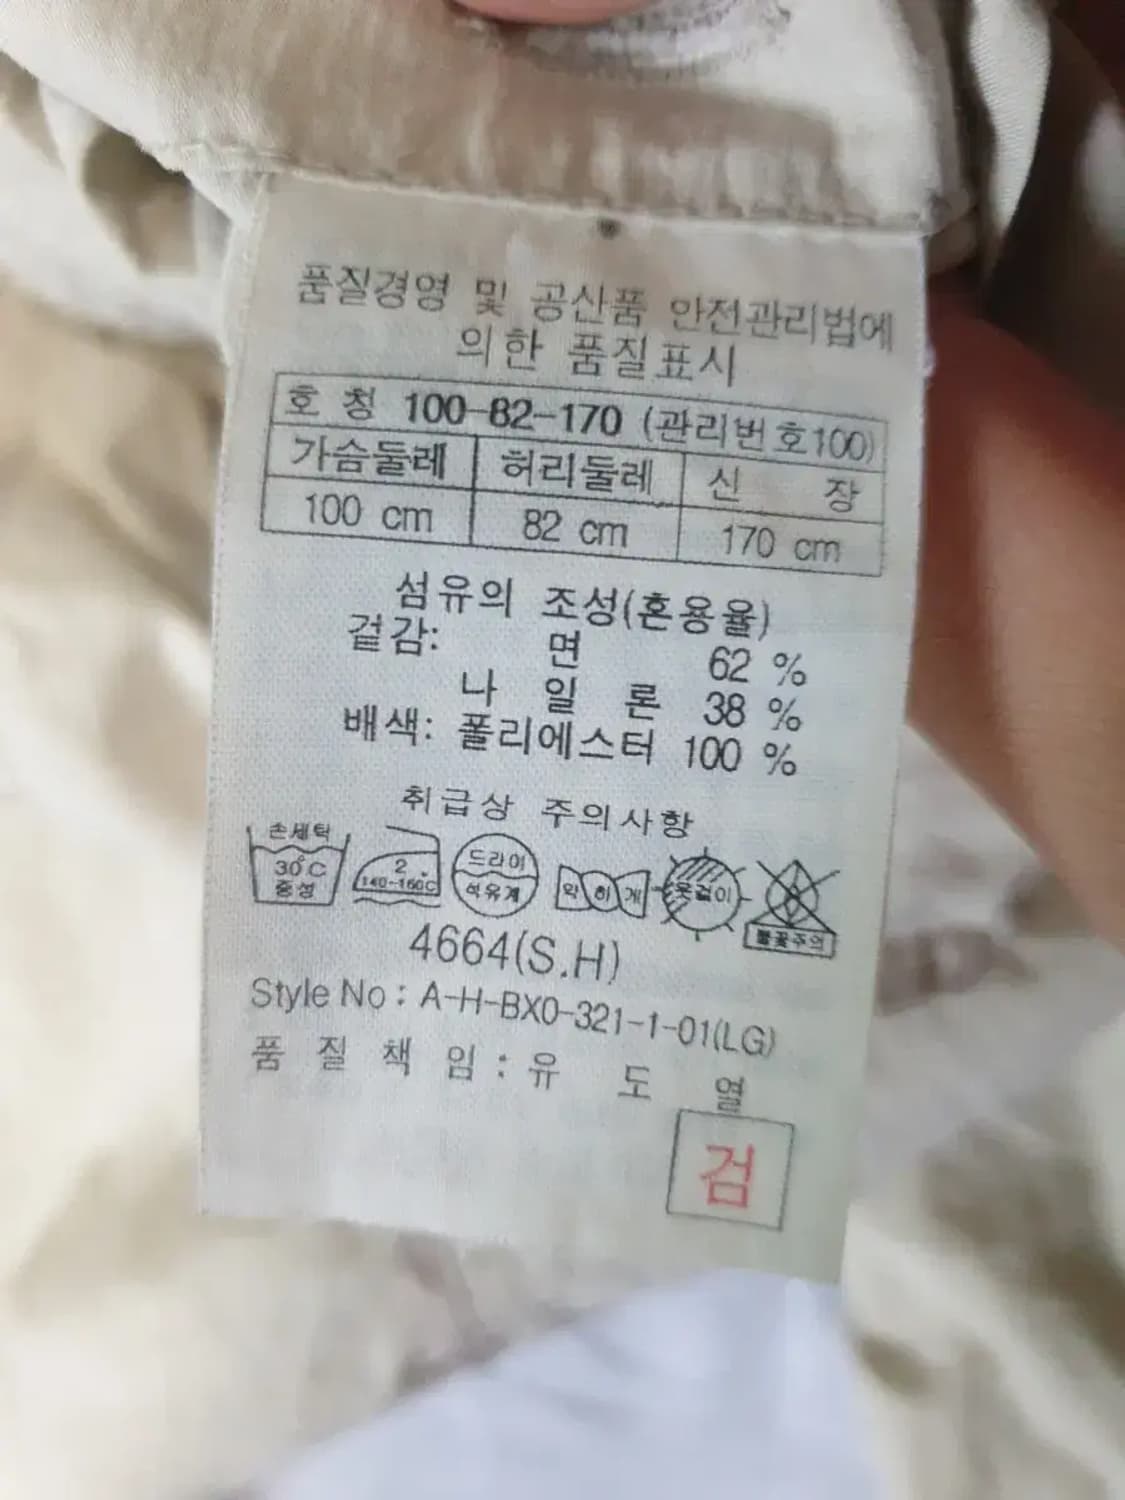 품질경영 및 공산품 안전관리법에
의한 품질표시
호 칭 100-82-170 (관리번호100)
가슴둘레 허리둘레 신 장
100 cm 82 cm 170 cm
섬유의 조성(혼용율)
겉감: 면 62 %
나 일 론 38 %
배색: 폴리에스터 100 %
취급상 주의사항
손세탁 30°C 중성
2 140~160C
드라이 석유계
약하게
옷걸이
불꽃주의
4664(S.H)
Style No : A-H-BX0-321-1-01(LG)
품 질 책 임 : 유 도 열
검